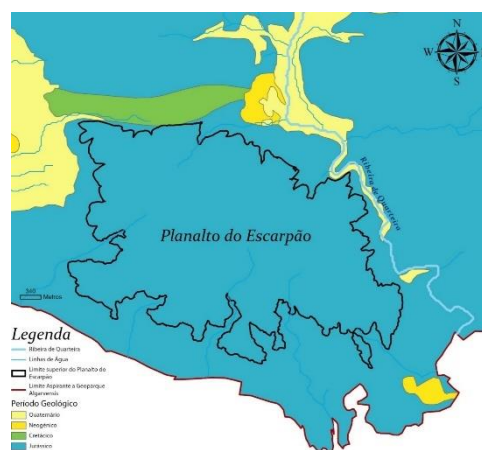 N
W E
S
Ribeira de Quarteira
Planalto do Escarpão
Metros
Legenda
Ribeira de Quarteira
Linhas de Água
Limite superior do Planalto do
Escarpão
Limite Aspirante a Geoparque
Algarvensis
Período Geológico
Quaternário
Neogénico
Cretácico
Jurássico